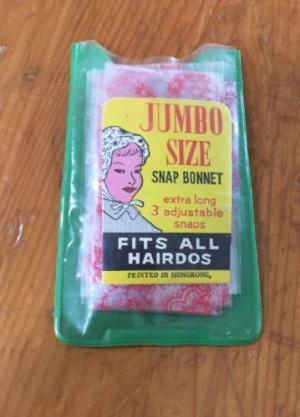 JUMBO
SIZE
SNAP BONNET
extra long
3 adjustable
snaps
FITS ALL
HAIRDOS
PRINTED IN HONGKONG,